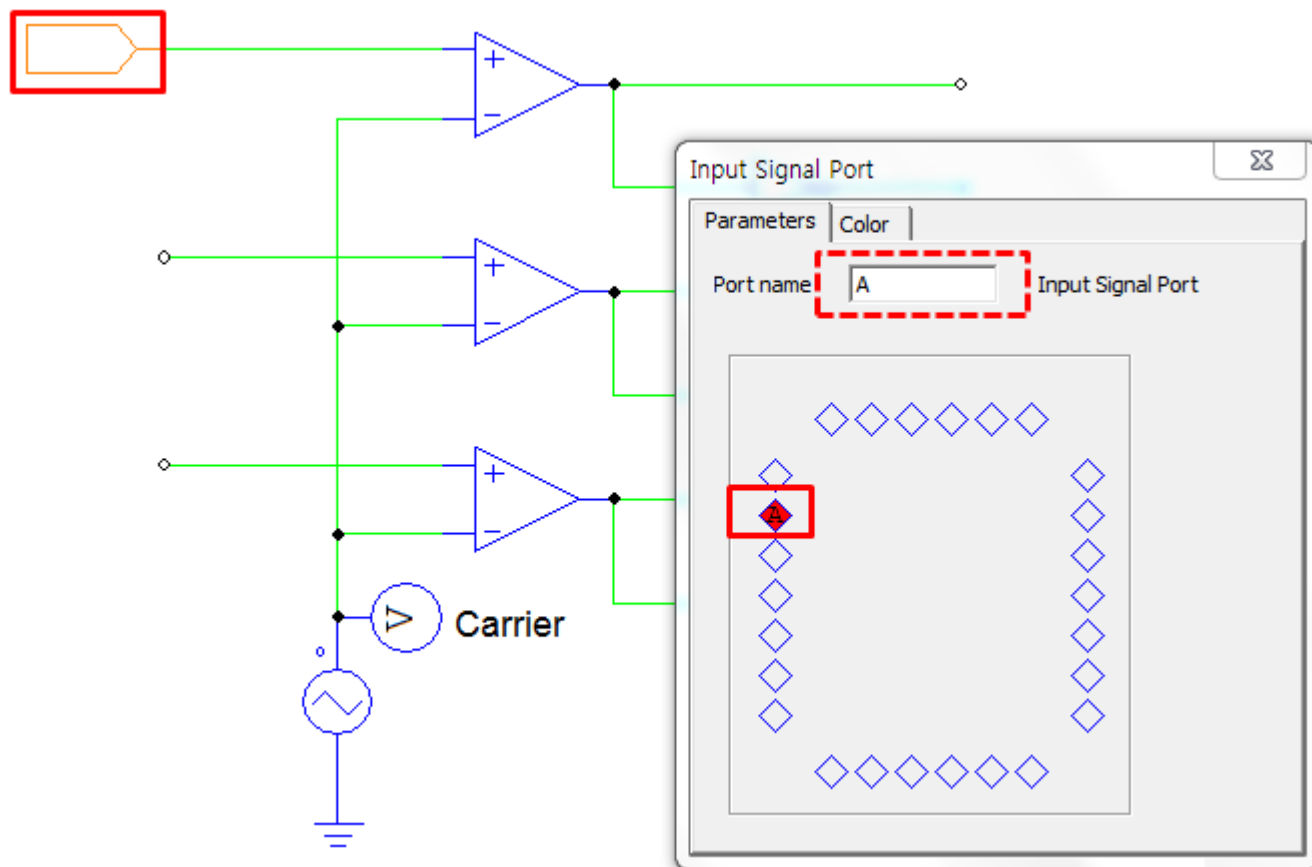 Input Signal Port
Parameters
Color
Port name
A
Input Signal Port
A
V
Carrier